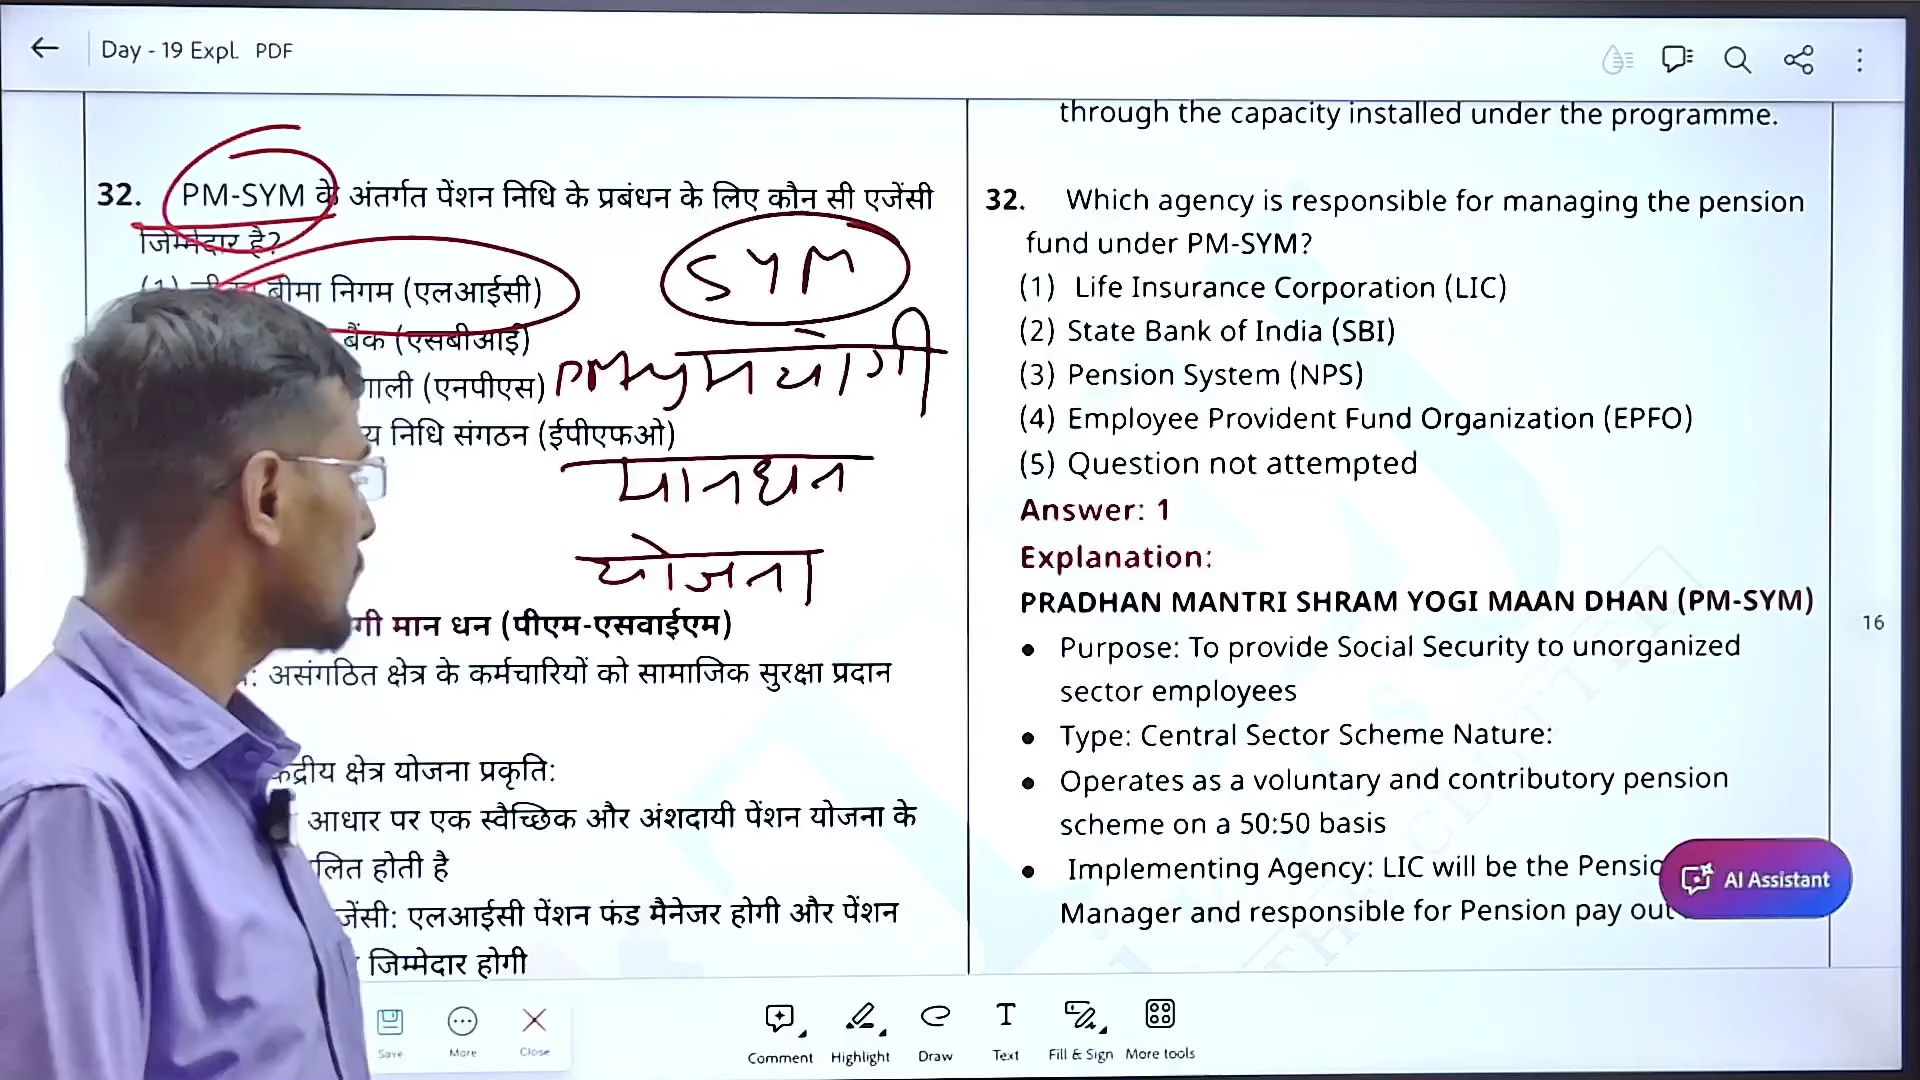 Day - 19 Expl. PDF
32. PM-SYM के अंतर्गत पेंशन निधि के प्रबंधन के लिए कौन सी एजेंसी
जिम्मेदार है?
बीमा निगम (एलआईसी)
बैंक (एसबीआई)
(एनपीएस)
निधि संगठन (ईपीएफओ)
SYM
योगी
मानधन
योजना
मान धन (पीएम-एसवाईएम)
असंगठित क्षेत्र के कर्मचारियों को सामाजिक सुरक्षा प्रदान
क्षेत्र योजना प्रकृति:
आधार पर एक स्वैच्छिक और अंशदायी पेंशन योजना के
होती है
एलआईसी पेंशन फंड मैनेजर होगी और पेंशन
जिम्मेदार होगी
through the capacity installed under the programme.
32. Which agency is responsible for managing the pension
fund under PM-SYM?
(1) Life Insurance Corporation (LIC)
(2) State Bank of India (SBI)
(3) Pension System (NPS)
(4) Employee Provident Fund Organization (EPFO)
(5) Question not attempted
Answer: 1
Explanation:
PRADHAN MANTRI SHRAM YOGI MAAN DHAN (PM-SYM)
• Purpose: To provide Social Security to unorganized
sector employees
• Type: Central Sector Scheme Nature:
• Operates as a voluntary and contributory pension
scheme on a 50:50 basis
• Implementing Agency: LIC will be the
Manager and responsible for Pension pay
16
AI Assistant
Save More Close
Comment Highlight Draw Text Fill & Sign More tools